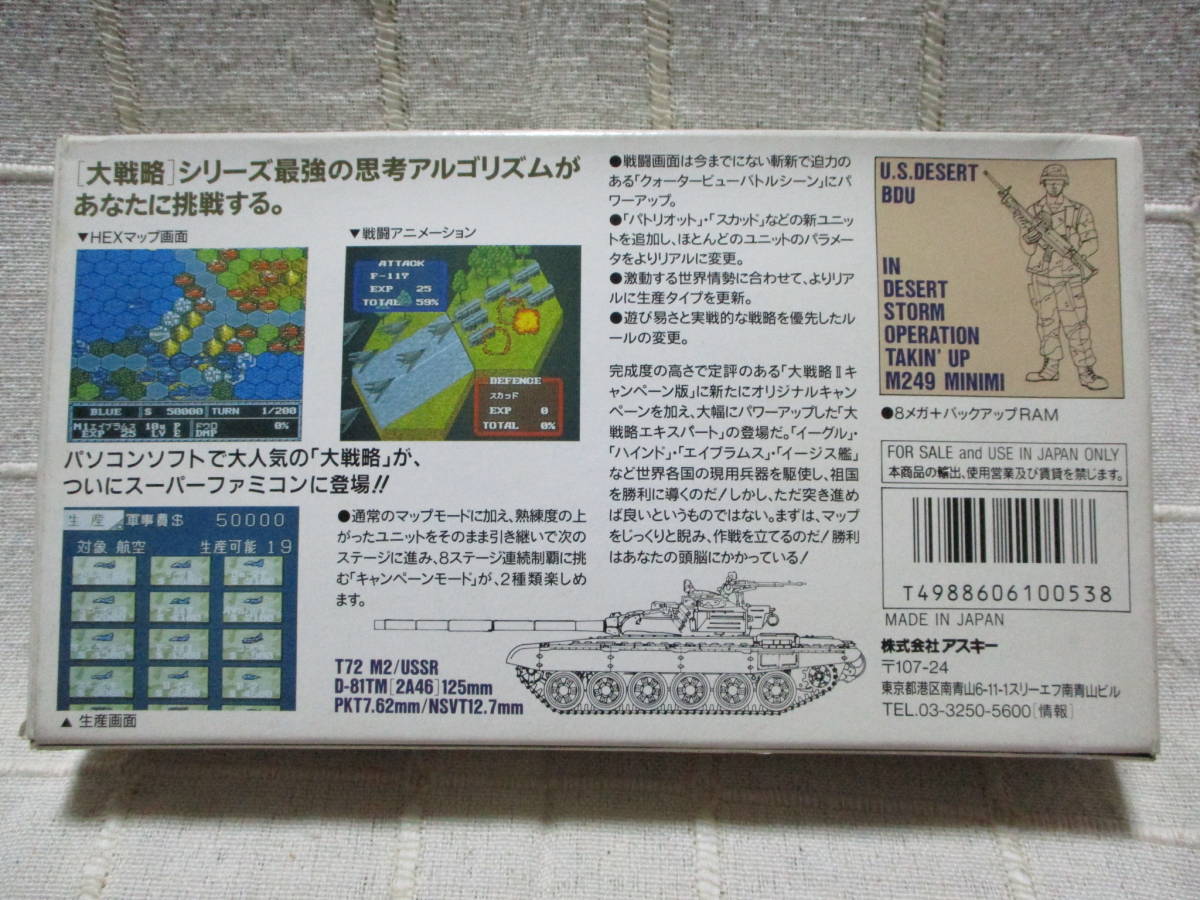 [大戦略]シリーズ最強の思考アルゴリズムが
あなたに挑戦する。
▼HEXマップ画面
BLUE $ 50000 TURN 1/200
M1エイブラムス 10u P ドウロ 0%
EXP 25 LV E DMP
▼戦闘アニメーション
ATTACK
F-117
EXP 25
TOTAL 59%
DEFENCE
スカッド
EXP 0
TOTAL 0%
パソコンソフトで大人気の「大戦略」が、
ついにスーパーファミコンに登場!!
生産 軍事費$ 50000
対象 航空 生産可能 19
▲生産画面
●通常のマップモードに加え、熟練度の上
がったユニットをそのまま引き継いで次の
ステージに進み、8ステージ連続制覇に挑
む「キャンペーンモード」が、2種類楽しめ
ます。
T72 M2/USSR
D-81TM[2A46]125mm
PKT7.62mm/NSVT12.7mm
●戦闘画面は今までにない斬新で迫力の
ある「クォータービューバトルシーン」にパ
ワーアップ。
●「パトリオット」・「スカッド」などの新ユニッ
トを追加し、ほとんどのユニットのパラメー
タをよりリアルに変更。
●激動する世界情勢に合わせて、よりリア
ルに生産タイプを更新。
●遊び易さと実戦的な戦略を優先したル
ールの変更。
完成度の高さで定評のある「大戦略Ⅱキ
ャンペーン版」に新たにオリジナルキャン
ペーンを加え、大幅にパワーアップした「大
戦略エキスパート」の登場だ。「イーグル」・
「ハインド」・「エイブラムス」・「イージス艦」
など世界各国の現用兵器を駆使し、祖国
を勝利に導くのだ!しかし、ただ突き進め
ば良いというものではない。まずは、マップ
をじっくりと睨み、作戦を立てるのだ!勝利
はあなたの頭脳にかかっている!
U.S.DESERT
BDU
IN
DESERT
STORM
OPERATION
TAKIN' UP
M249 MINIMI
●8メガ+バックアップRAM
FOR SALE and USE IN JAPAN ONLY
本商品の輸出、使用営業及び賃貸を禁じます。
T4988606100538
MADE IN JAPAN
株式会社アスキー
〒107-24
東京都港区南青山6-11-1スリーエフ南青山ビル
TEL.03-3250-5600[情報]